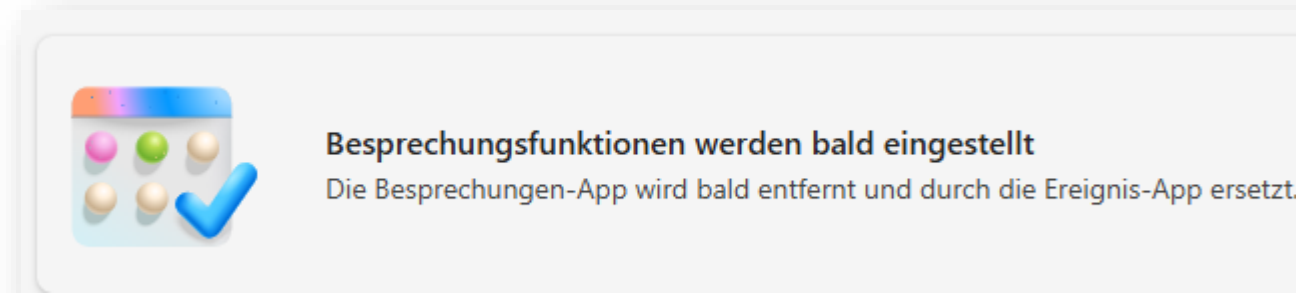 Besprechungsfunktionen werden bald eingestellt
Die Besprechungen-App wird bald entfernt und durch die Ereignis-App ersetzt.